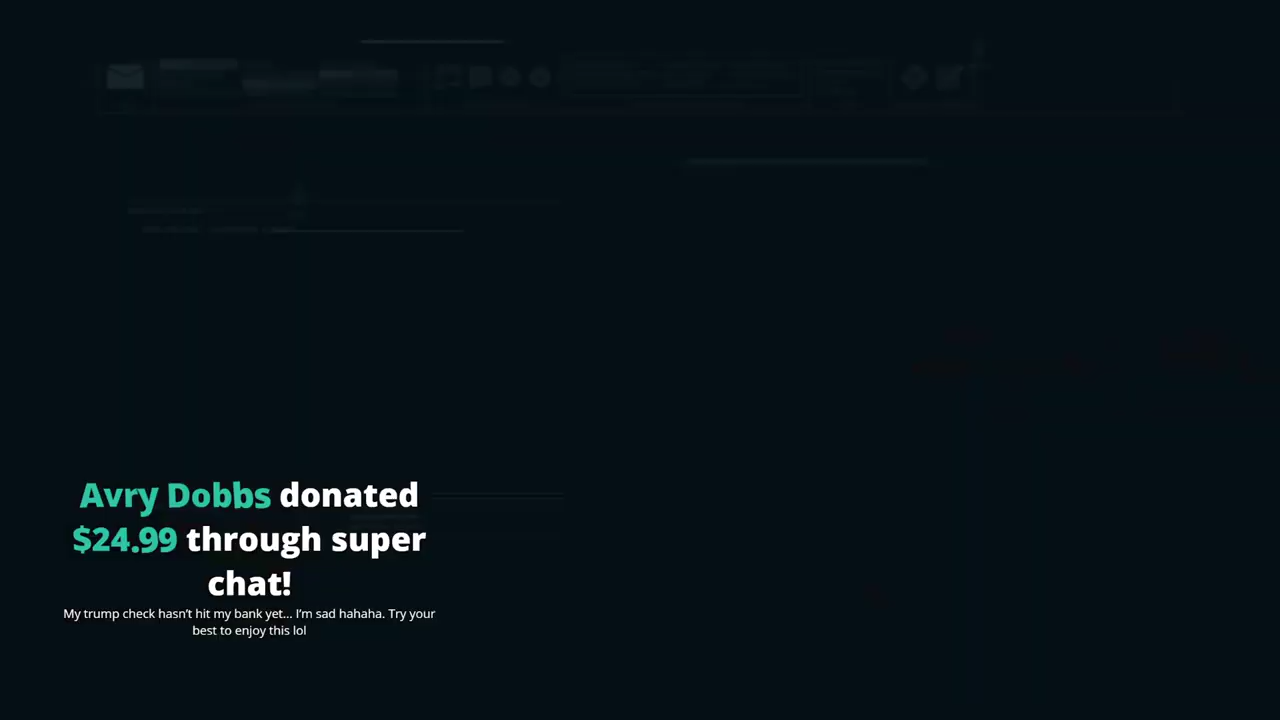 Avry Dobbs donated
$24.99 through super
chat!
My trump check hasn’t hit my bank yet... I’m sad hahaha. Try your
best to enjoy this lol